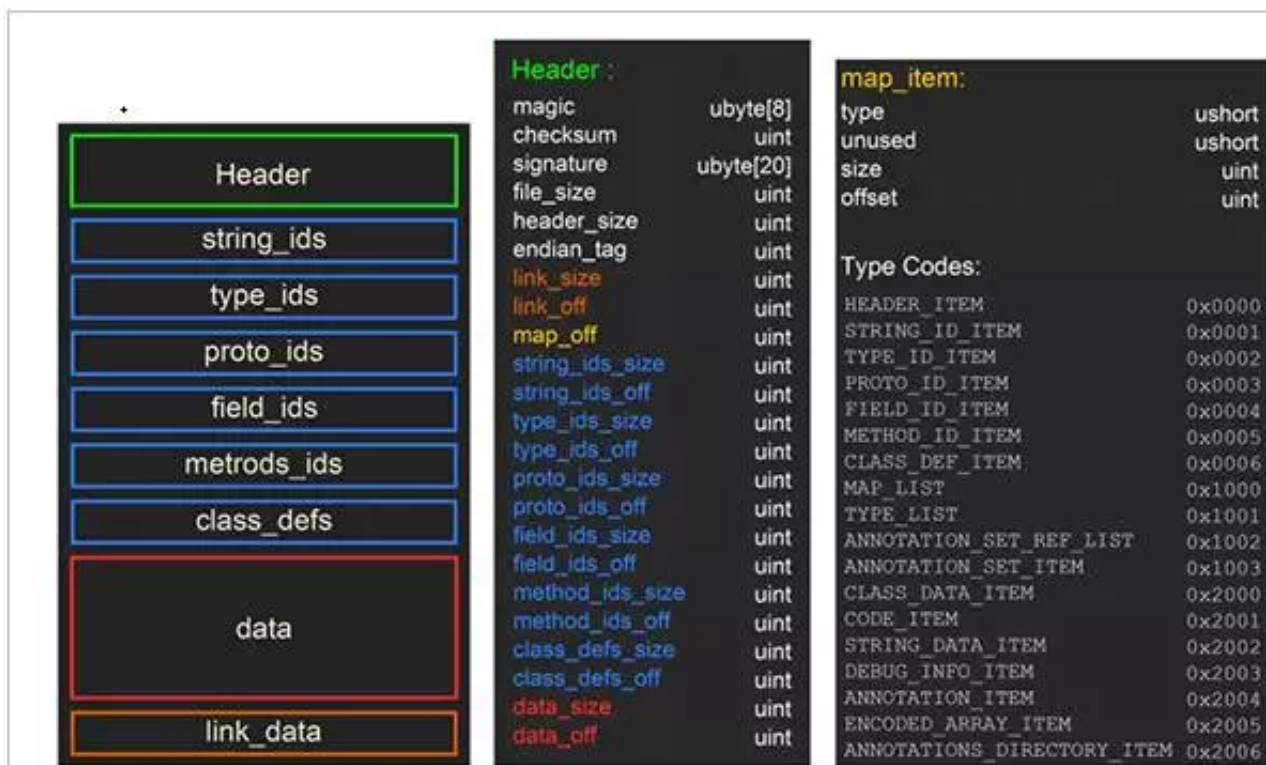 Header
string_ids
type_ids
proto_ids
field_ids
metrods_ids
class_defs
data
link_data
Header :
magic ubyte[8]
checksum uint
signature ubyte[20]
file_size uint
header_size uint
endian_tag uint
link_size uint
link_off uint
map_off uint
string_ids_size uint
string_ids_off uint
type_ids_size uint
type_ids_off uint
proto_ids_size uint
proto_ids_off uint
field_ids_size uint
field_ids_off uint
method_ids_size uint
method_ids_off uint
class_defs_size uint
class_defs_off uint
data_size uint
data_off uint
map_item:
type ushort
unused ushort
size uint
offset uint
Type Codes:
HEADER_ITEM 0x0000
STRING_ID_ITEM 0x0001
TYPE_ID_ITEM 0x0002
PROTO_ID_ITEM 0x0003
FIELD_ID_ITEM 0x0004
METHOD_ID_ITEM 0x0005
CLASS_DEF_ITEM 0x0006
MAP_LIST 0x1000
TYPE_LIST 0x1001
ANNOTATION_SET_REF_LIST 0x1002
ANNOTATION_SET_ITEM 0x1003
CLASS_DATA_ITEM 0x2000
CODE_ITEM 0x2001
STRING_DATA_ITEM 0x2002
DEBUG_INFO_ITEM 0x2003
ANNOTATION_ITEM 0x2004
ENCODED_ARRAY_ITEM 0x2005
ANNOTATIONS_DIRECTORY_ITEM 0x2006